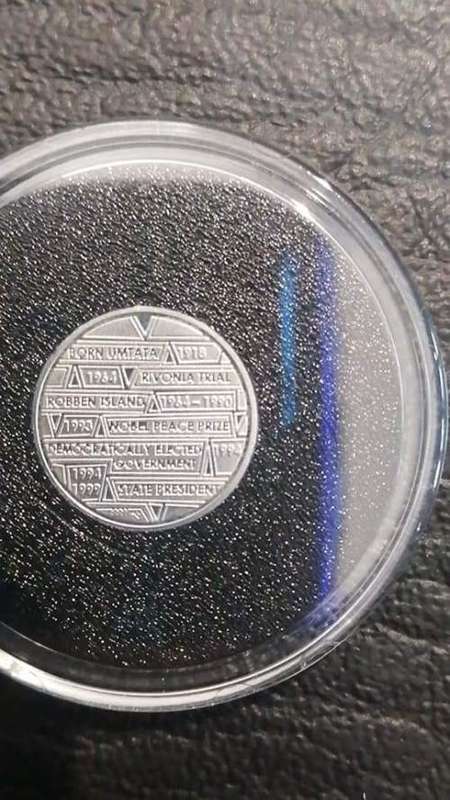 BORN UMTATA 1918
1964 RIVONIA TRIAL
ROBBEN ISLAND 1964-1990
1993 NOBEL PEACE PRIZE
DEMOCRATICALLY ELECTED 1994
GOVERNMENT
1994
1999 STATE PRESIDENT